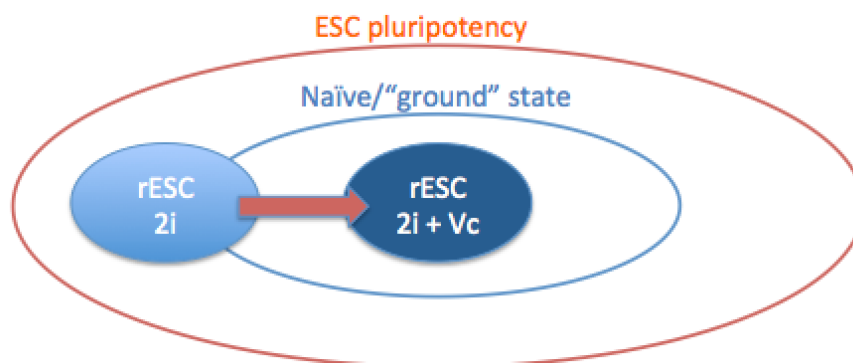 ESC pluripotency
Naïve/“ground” state
rESC
2i
rESC
2i + Vc